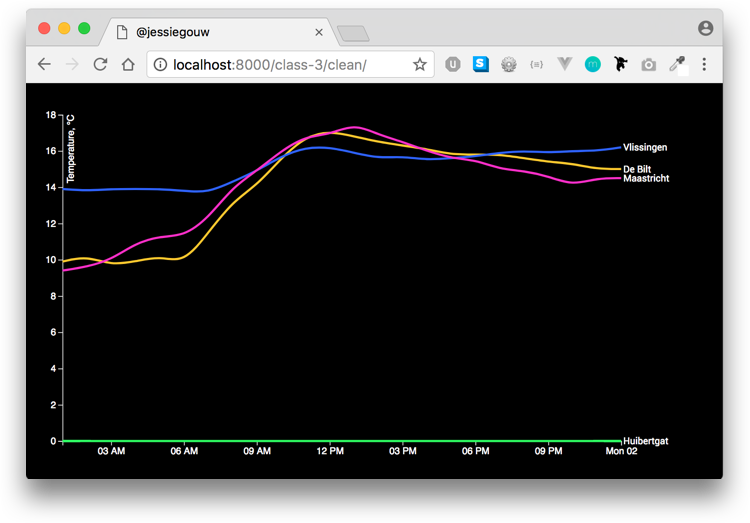 @jessiegouw
localhost:8000/class-3/clean/
18
Temperature, ºC
16
14
12
10
8
6
4
2
0
Vlissingen
De Bilt
Maastricht
Huibertgat
03 AM
06 AM
09 AM
12 PM
03 PM
06 PM
09 PM
Mon 02